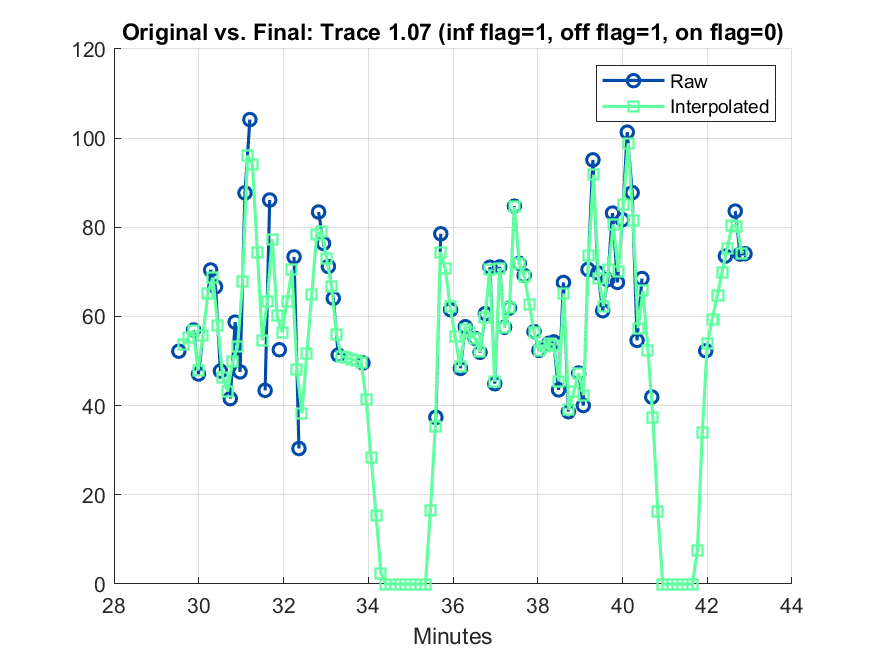 Original vs. Final: Trace 1.07 (inf flag=1, off flag=1, on flag=0)
120
100
80
60
40
20
0
Raw
Interpolated
28 30 32 34 36 38 40 42 44
Minutes